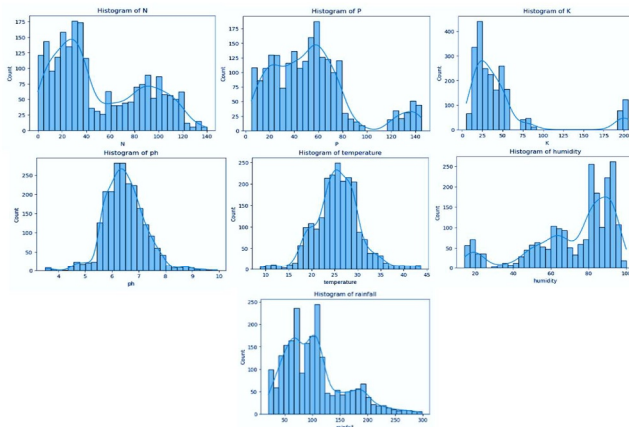 Histogram of N
Histogram of P
Histogram of K
175
150
125
100
75
50
25
0
Count
0 20 40 60 80 100 120 140
N
175
150
125
100
75
50
25
0
Count
20 40 60 80 100 120 140
P
400
300
200
100
0
Count
0 25 50 75 100 125 150 175 200
K
Histogram of ph
Histogram of temperature
Histogram of humidity
250
200
150
100
50
0
Count
4 5 6 7 8 9 10
ph
250
200
150
100
50
0
Count
10 15 20 25 30 35 40 45
temperature
250
200
150
100
50
0
Count
20 40 60 80 100
humidity
Histogram of rainfall
250
200
150
100
50
0
Count
50 100 150 200 250 300
rainfall